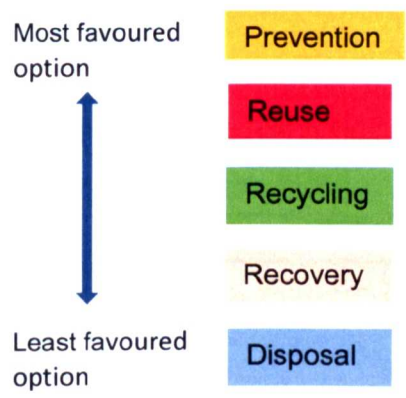 Most favoured
option
Prevention
Reuse
Recycling
Recovery
Least favoured
option
Disposal